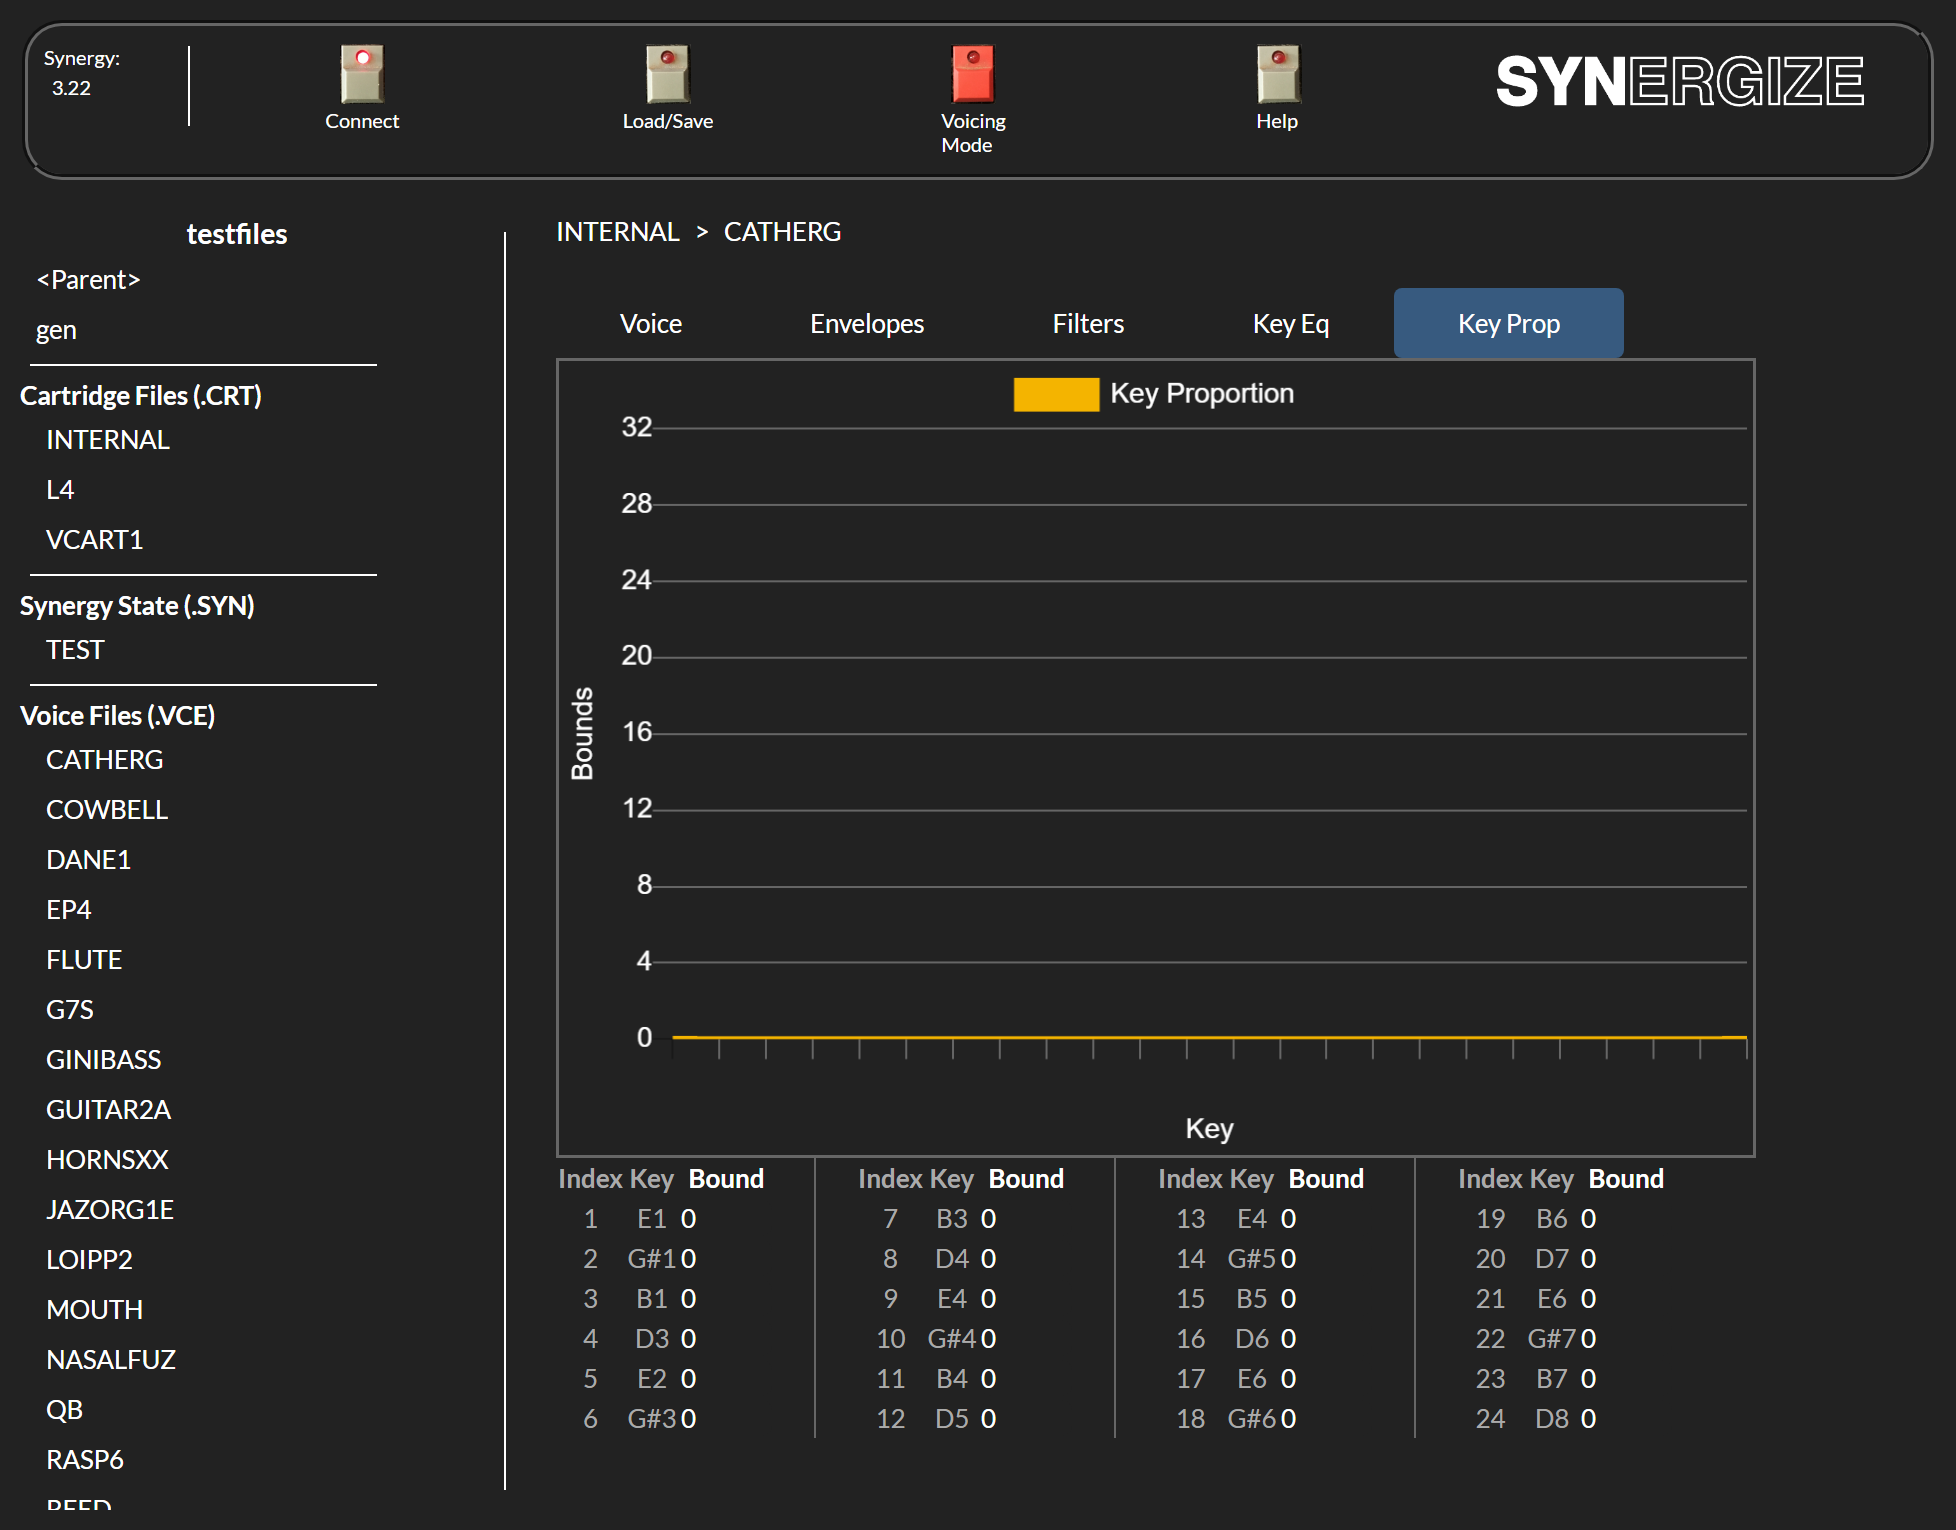 Synergy:
3.22
Connect
Load/Save
Voicing
Mode
Help
SYNERGIZE
testfiles
<Parent>
gen
Cartridge Files (.CRT)
INTERNAL
L4
VCART1
Synergy State (.SYN)
TEST
Voice Files (.VCE)
CATHERG
COWBELL
DANE1
EP4
FLUTE
G7S
GINIBASS
GUITAR2A
HORNSXX
JAZORG1E
LOIPP2
MOUTH
NASALFUZ
QB
RASP6
REED
INTERNAL > CATHERG
Voice Envelopes Filters Key Eq Key Prop
Key Proportion
32
28
24
20
16
12
8
4
0
Bounds
Key
Index Key Bound
1 E1 0
2 G#1 0
3 B1 0
4 D3 0
5 E2 0
6 G#3 0
Index Key Bound
7 B3 0
8 D4 0
9 E4 0
10 G#4 0
11 B4 0
12 D5 0
Index Key Bound
13 E4 0
14 G#5 0
15 B5 0
16 D6 0
17 E6 0
18 G#6 0
Index Key Bound
19 B6 0
20 D7 0
21 E6 0
22 G#7 0
23 B7 0
24 D8 0